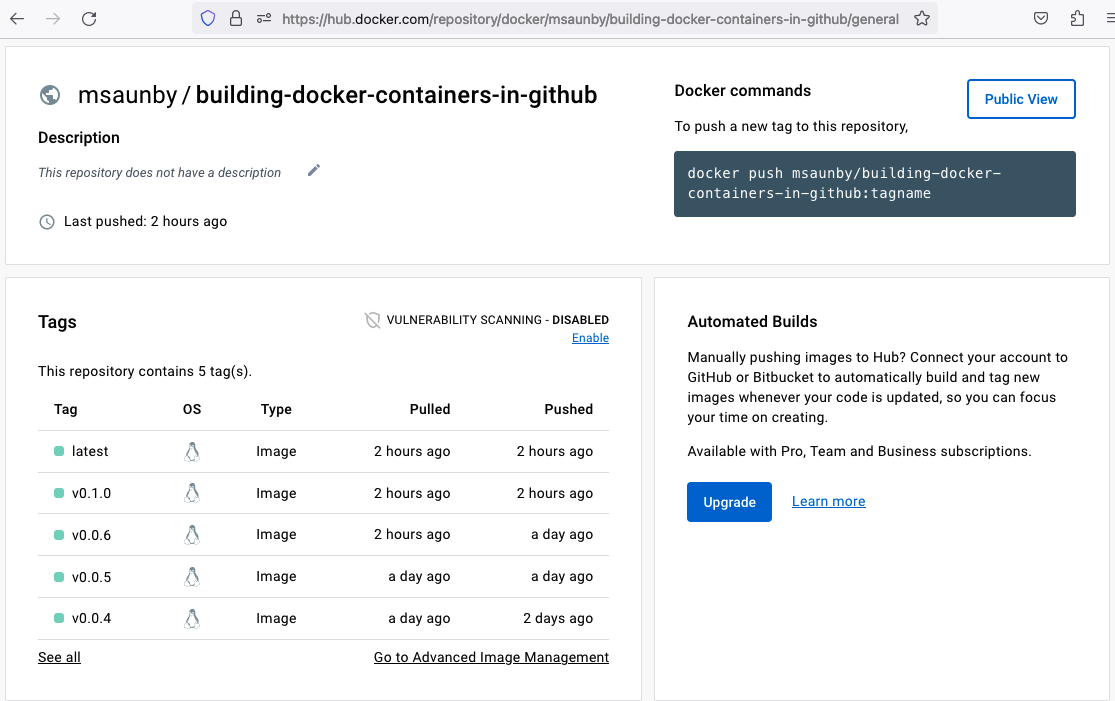 https://hub.docker.com/repository/docker/msaunby/building-docker-containers-in-github/general
msaunby / building-docker-containers-in-github
Description
This repository does not have a description
Last pushed: 2 hours ago
Docker commands
Public View
To push a new tag to this repository,
docker push msaunby/building-docker-
containers-in-github:tagname
Tags
VULNERABILITY SCANNING - DISABLED
Enable
This repository contains 5 tag(s).
Tag OS Type Pulled Pushed
latest Image 2 hours ago 2 hours ago
v0.1.0 Image 2 hours ago 2 hours ago
v0.0.6 Image 2 hours ago a day ago
v0.0.5 Image a day ago a day ago
v0.0.4 Image a day ago 2 days ago
See all Go to Advanced Image Management
Automated Builds
Manually pushing images to Hub? Connect your account to
GitHub or Bitbucket to automatically build and tag new
images whenever your code is updated, so you can focus
your time on creating.
Available with Pro, Team and Business subscriptions.
Upgrade Learn more